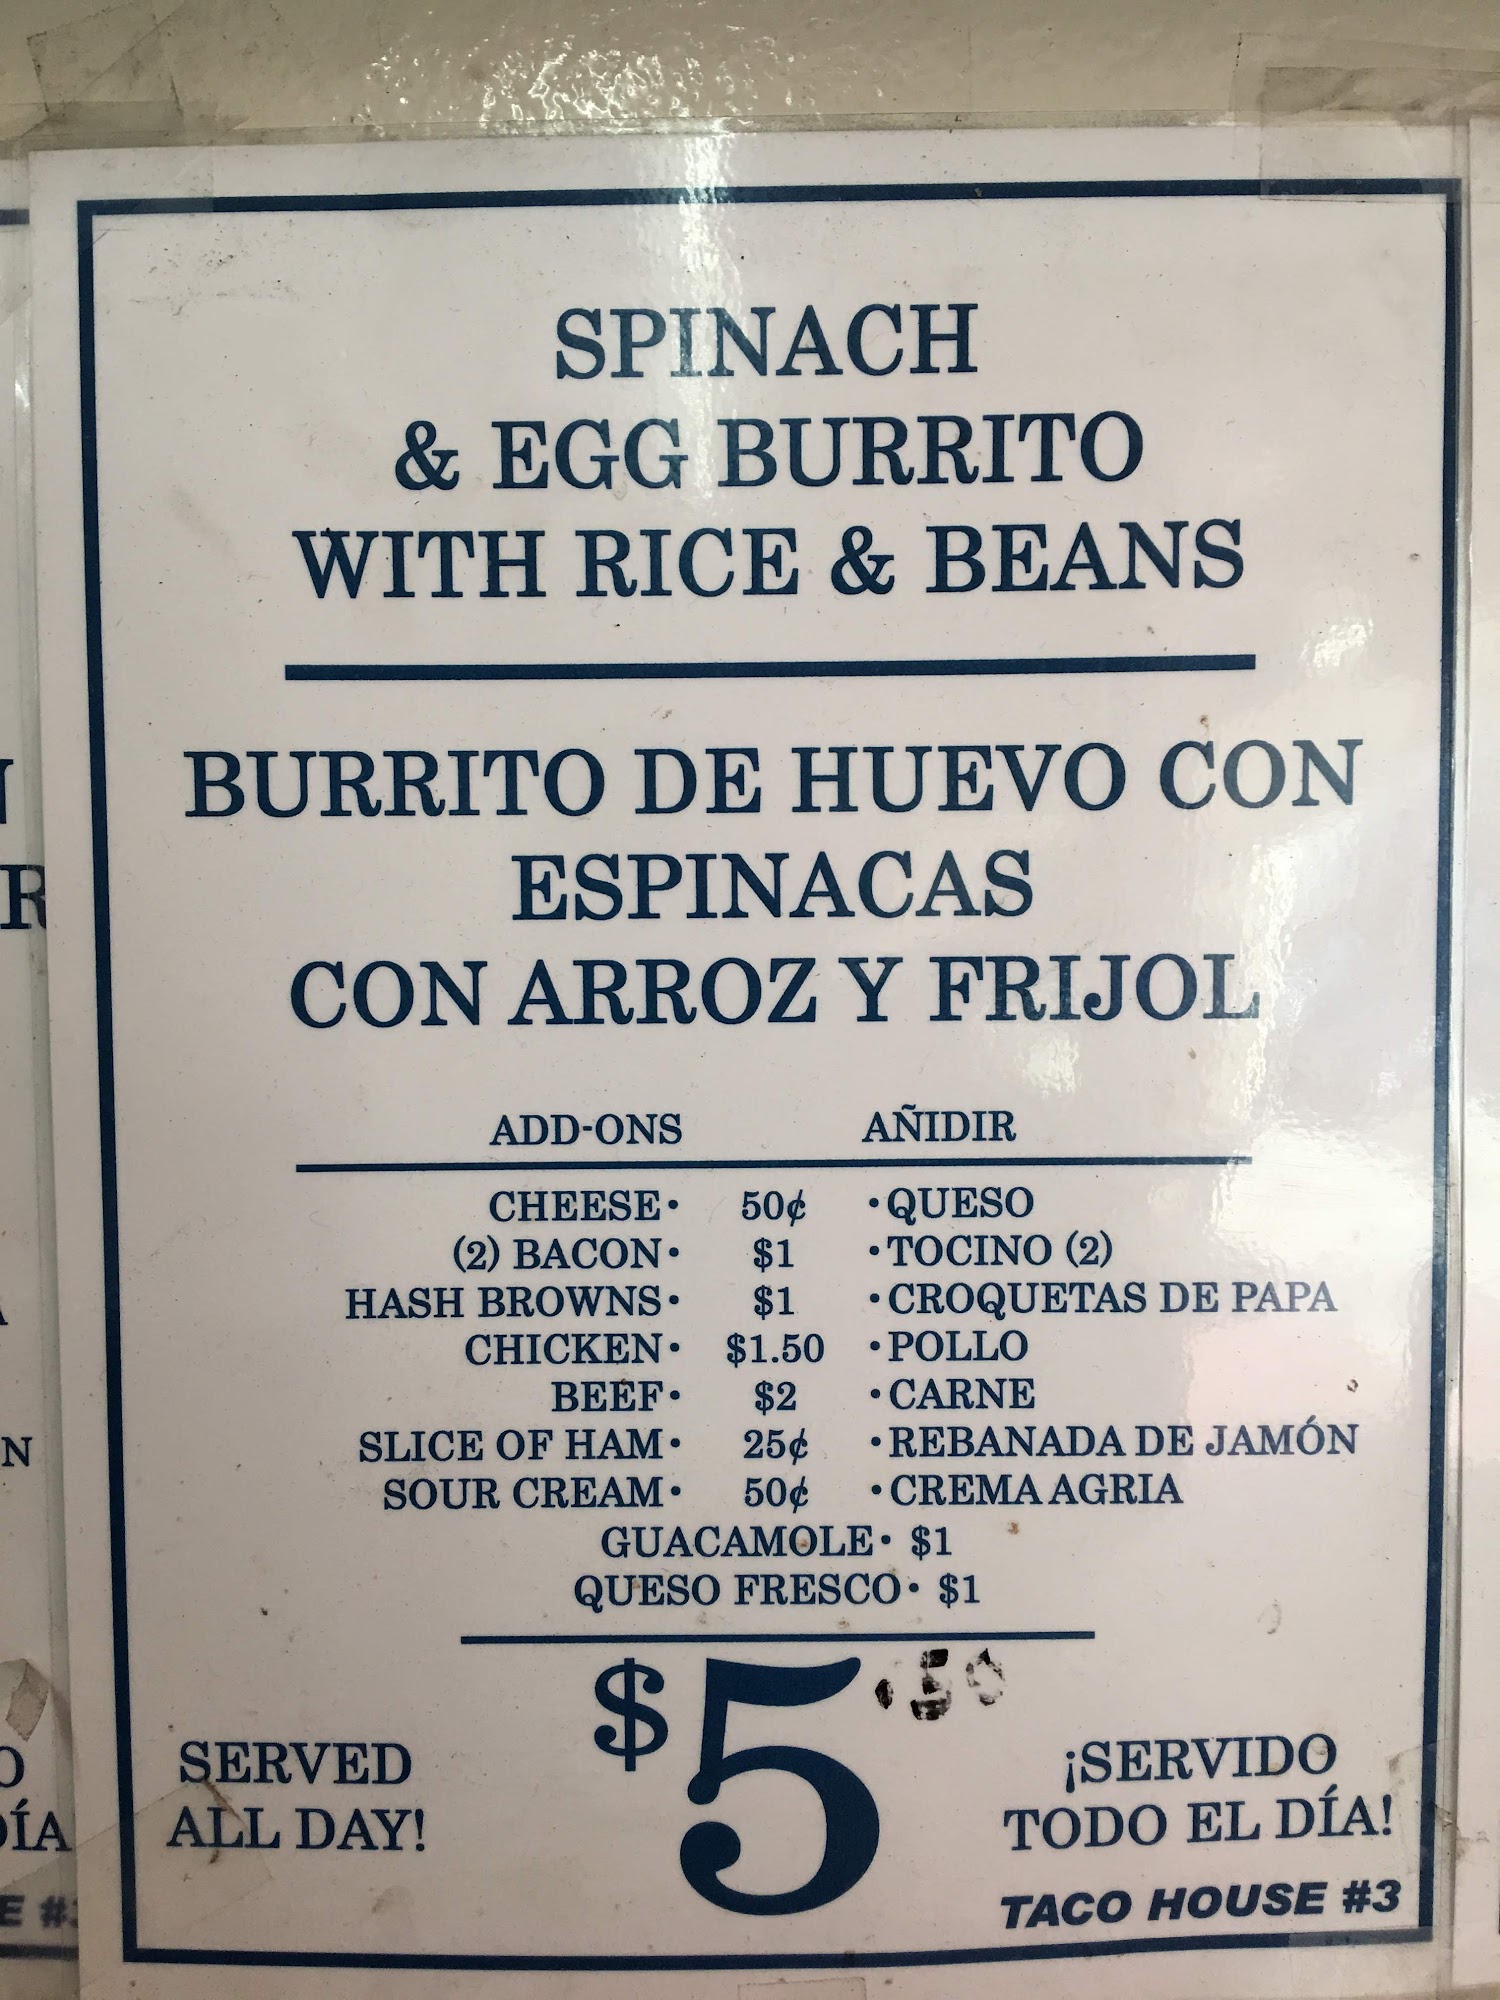 SPINACH
& EGG BURRITO
WITH RICE & BEANS
BURRITO DE HUEVO CON
ESPINACAS
CON ARROZ Y FRIJOL
ADD-ONS AÑIDIR
CHEESE• 50¢ •QUESO
(2) BACON• $1 •TOCINO (2)
HASH BROWNS• $1 •CROQUETAS DE PAPA
CHICKEN• $1.50 •POLLO
BEEF• $2 •CARNE
SLICE OF HAM• 25¢ •REBANADA DE JAMÓN
SOUR CREAM• 50¢ •CREMA AGRIA
GUACAMOLE• $1
QUESO FRESCO• $1
$5.50
SERVED
ALL DAY!
¡SERVIDO
TODO EL DÍA!
TACO HOUSE #3